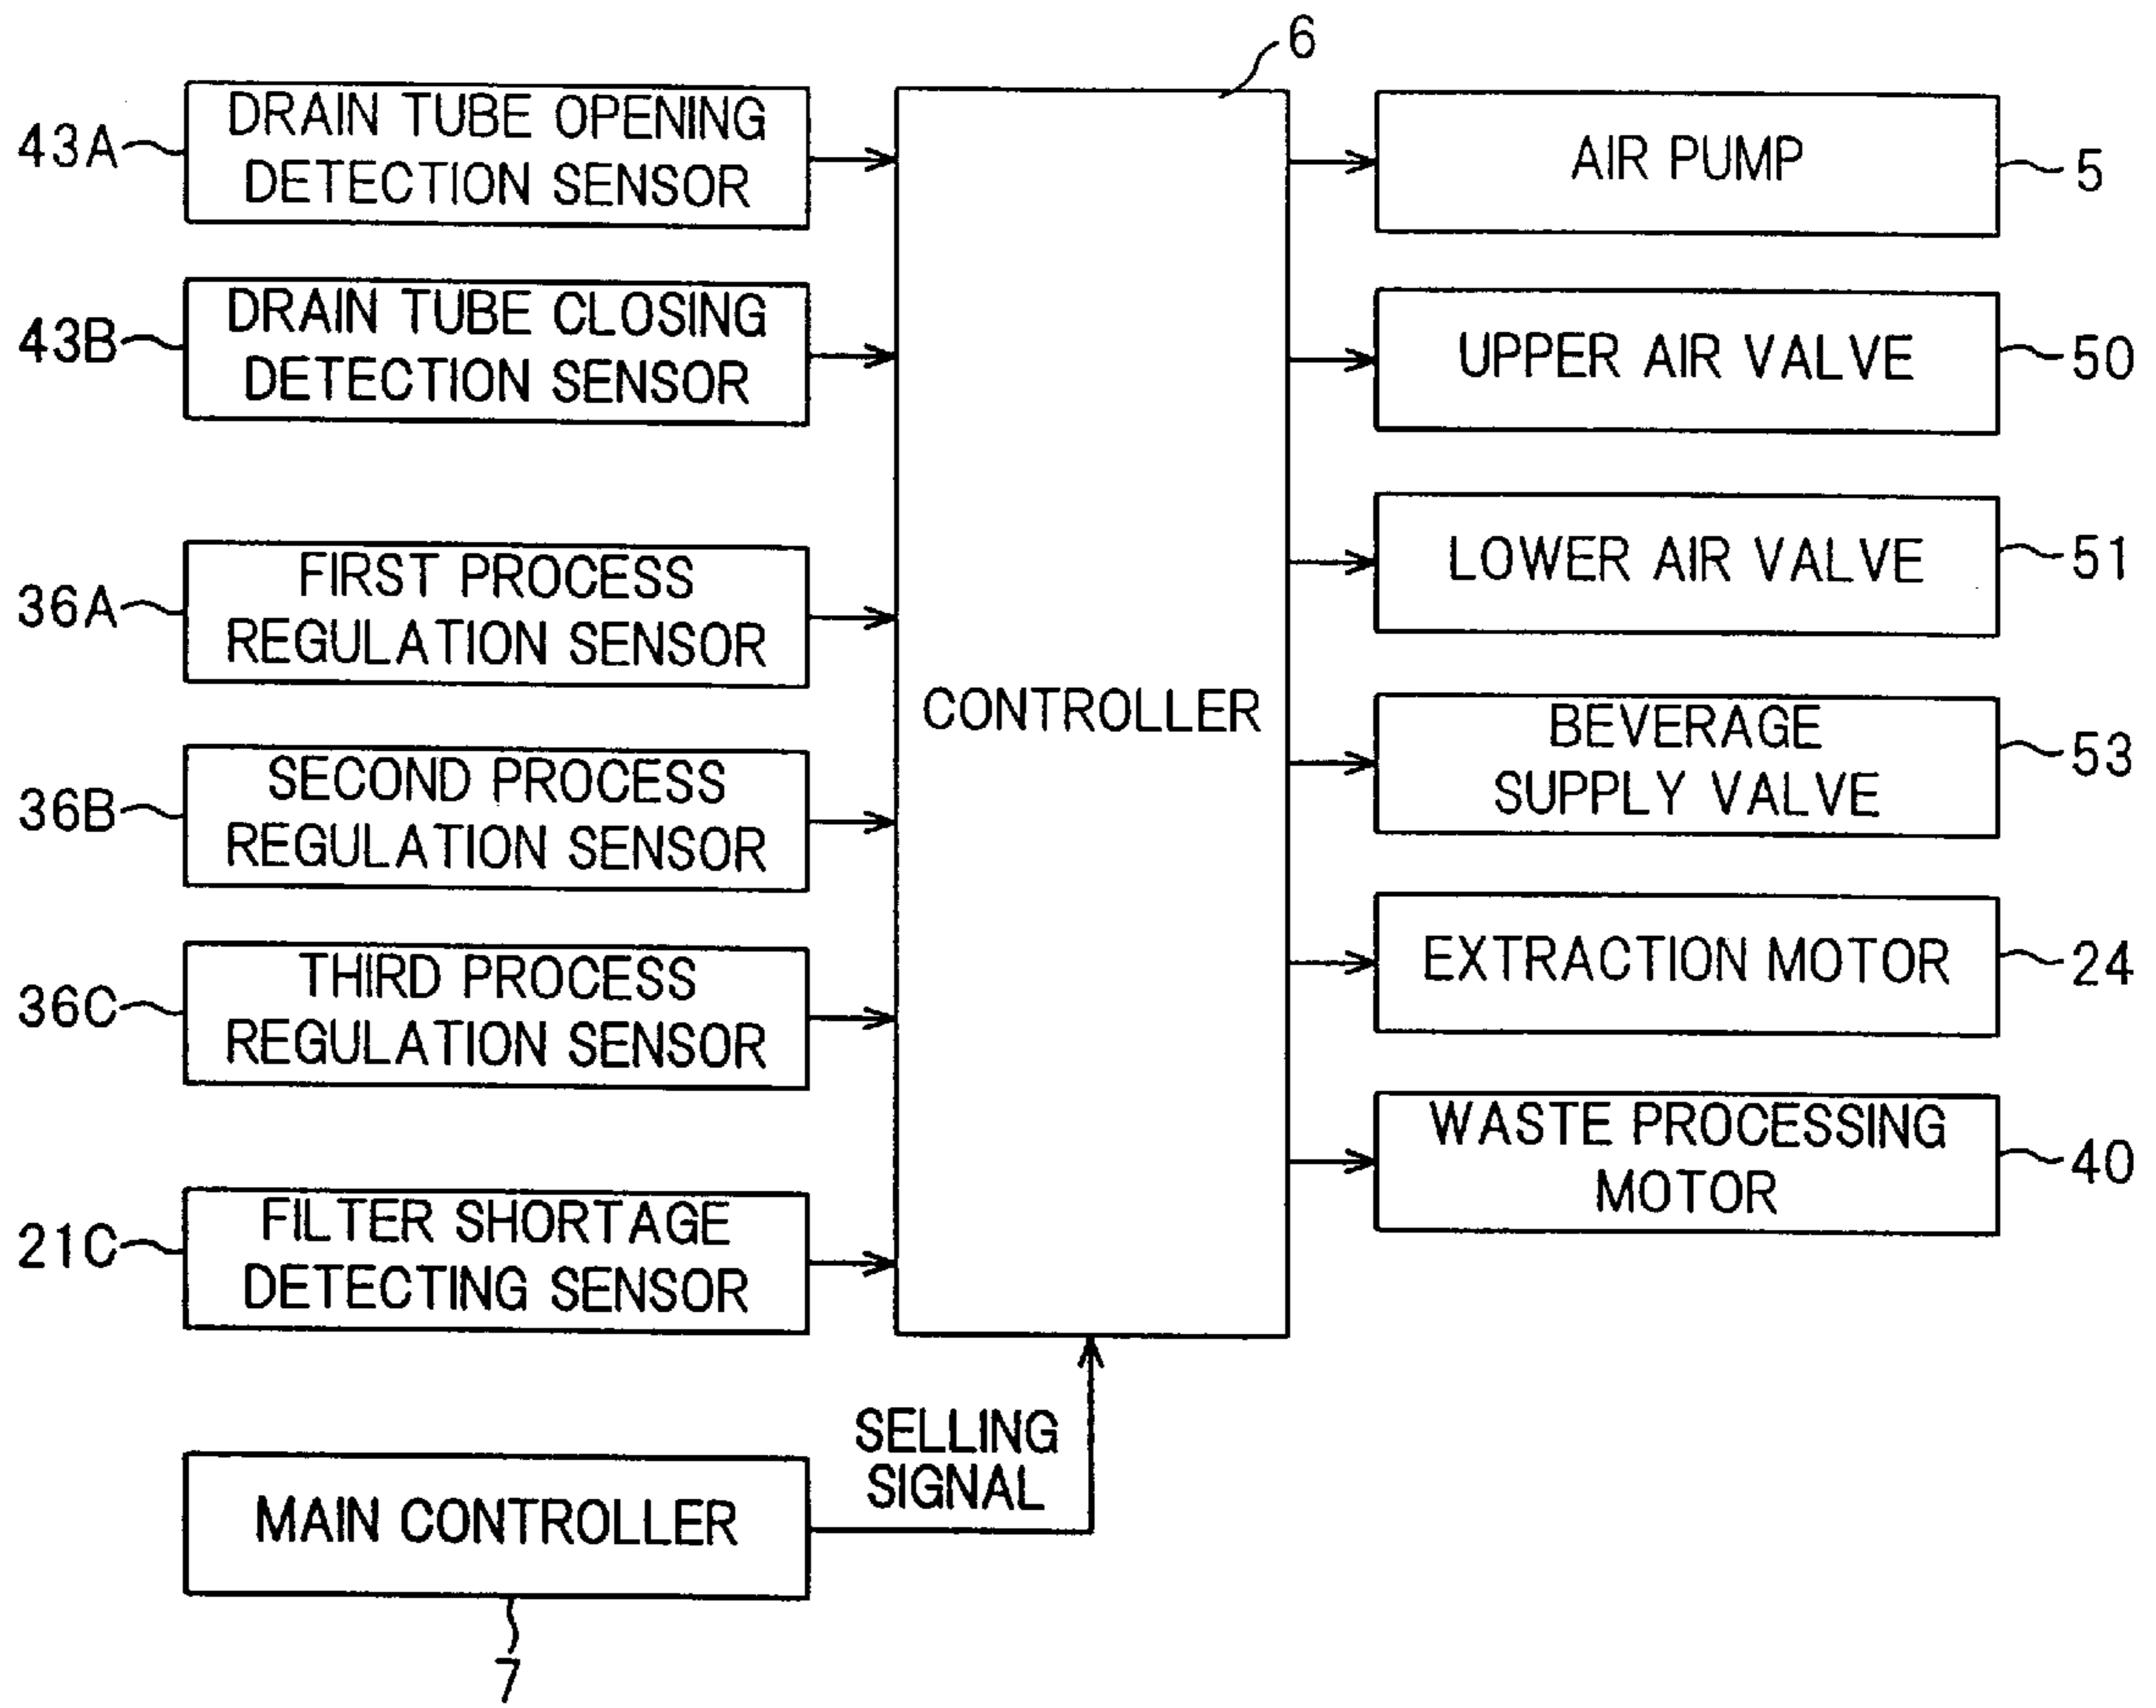 6
43A
DRAIN TUBE OPENING
DETECTION SENSOR
43B
DRAIN TUBE CLOSING
DETECTION SENSOR
36A
FIRST PROCESS
REGULATION SENSOR
36B
SECOND PROCESS
REGULATION SENSOR
36C
THIRD PROCESS
REGULATION SENSOR
21C
FILTER SHORTAGE
DETECTING SENSOR
CONTROLLER
AIR PUMP
5
UPPER AIR VALVE
50
LOWER AIR VALVE
51
BEVERAGE
SUPPLY VALVE
53
EXTRACTION MOTOR
24
WASTE PROCESSING
MOTOR
40
SELLING
SIGNAL
MAIN CONTROLLER
7